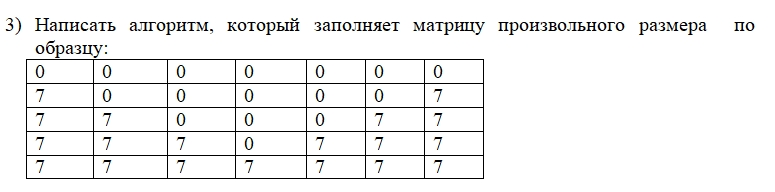 3) Написать алгоритм, который заполняет матрицу произвольного размера по
образцу:
0 0 0 0 0 0 0
7 0 0 0 0 0 7
7 7 0 0 0 7 7
7 7 7 0 7 7 7
7 7 7 7 7 7 7